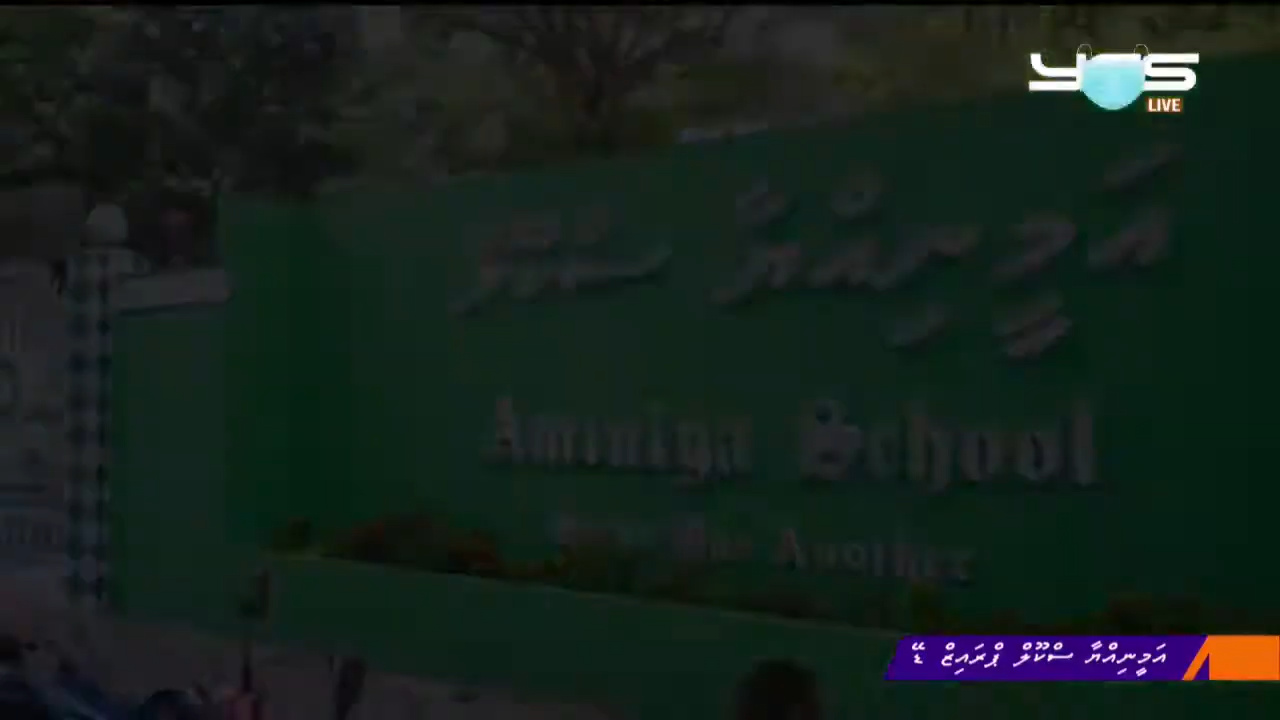 YES
LIVE
އަމީނިއްޔާ ސްކޫލް
Aminiya School
One Another
އަމީނިއްޔާ ސްކޫލް ޕްރައިޒް ޑޭ